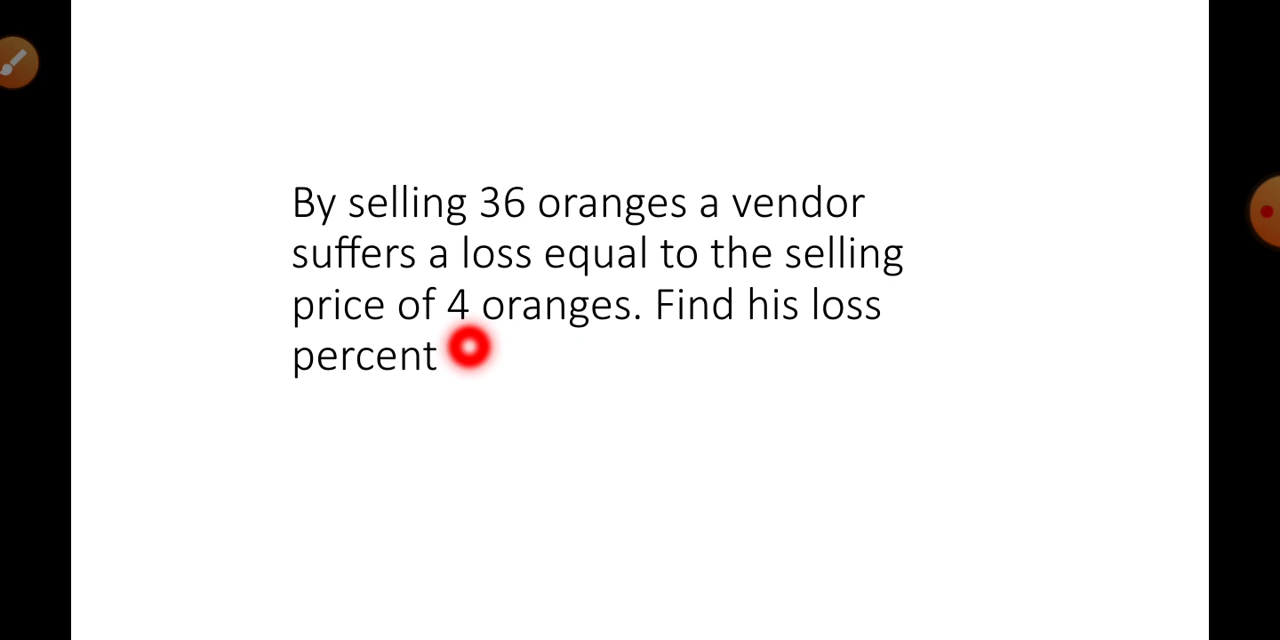 By selling 36 oranges a vendor
suffers a loss equal to the selling
price of 4 oranges. Find his loss
percent